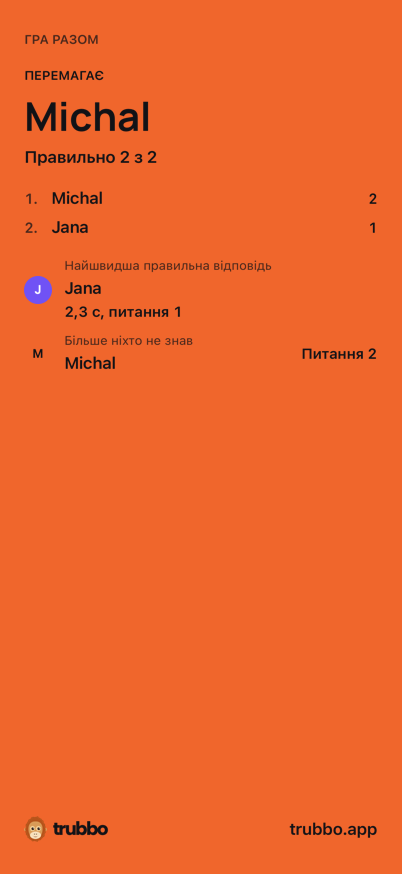 ГРА РАЗОМ
ПЕРЕМАГАЄ
Michal
Правильно 2 з 2
1. Michal 2
2. Jana 1
Найшвидша правильна відповідь
J Jana
2,3 с, питання 1
Більше ніхто не знав
M Michal Питання 2
trubbo trubbo.app